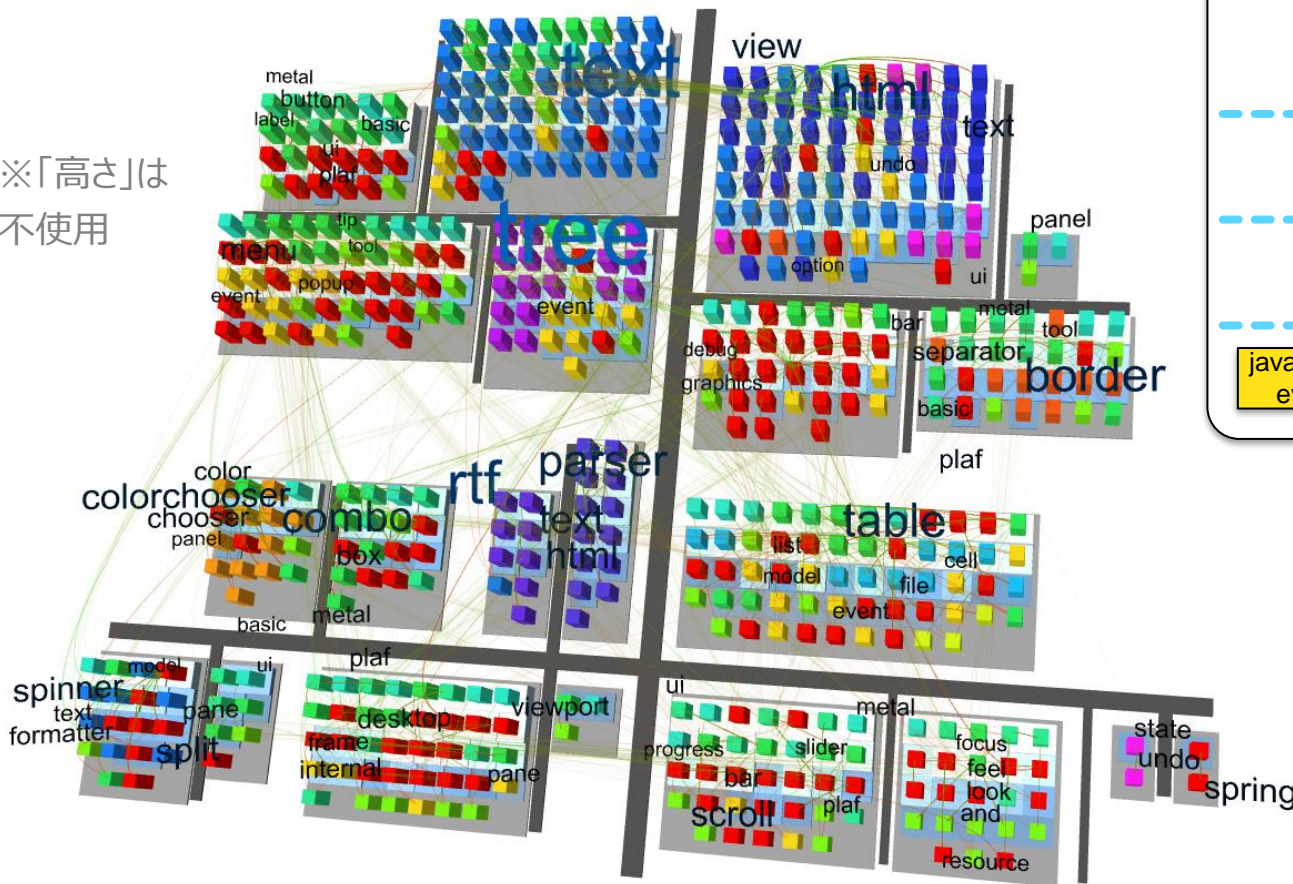 ※「高さ」は
不使用
metal
button
label
basic
ui
plaf
text
view
html
text
undo
option
ui
panel
tip
menu
tool
popup
event
tree
event
bar
debug
graphics
metal
tool
separator
border
basic
plaf
java
ev
color
colorchooser
chooser
panel
combo
box
metal
basic
rtf
parser
text
html
table
list
cell
model
file
event
model
spinner
text
formatter
split
ui
pane
plaf
desktop
frame
internal
pane
viewport
ui
progress
slider
bar
scroll
plaf
metal
focus
feel
look
and
resource
state
undo
spring